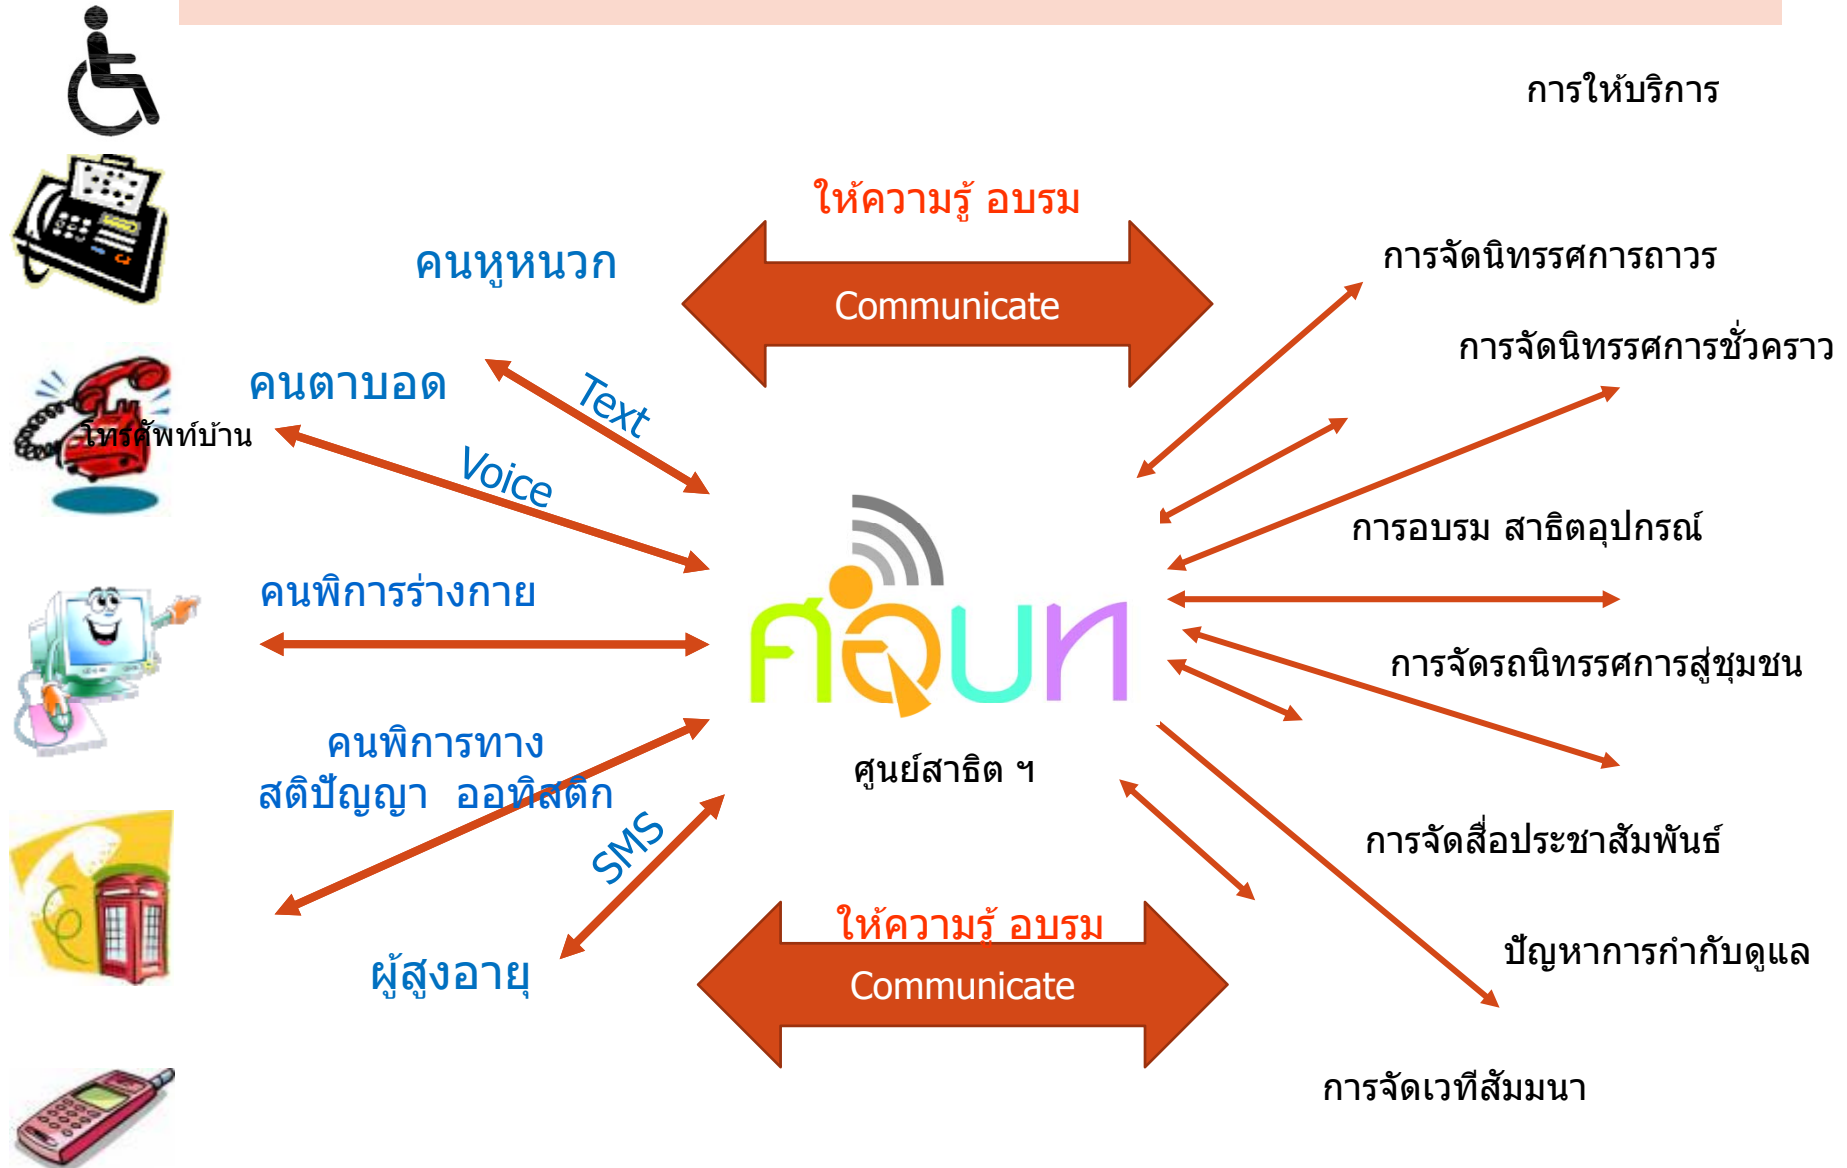 การให้บริการ
ให้ความรู้ อบรม
คนหูหนวก
การจัดนิทรรศการถาวร
Communicate
การจัดนิทรรศการชั่วคราว
คนตาบอด
Text
โทรศัพท์บ้าน
Voice
การอบรม สาธิตอุปกรณ์
คนพิการร่างกาย
ศอบท
การจัดรถนิทรรศการสู่ชุมชน
คนพิการทาง
สติปัญญา ออทิสติก
ศูนย์สาธิต ฯ
SMS
การจัดสื่อประชาสัมพันธ์
ให้ความรู้ อบรม
ปัญหาการกำกับดูแล
ผู้สูงอายุ
Communicate
การจัดเวทีสัมมนา